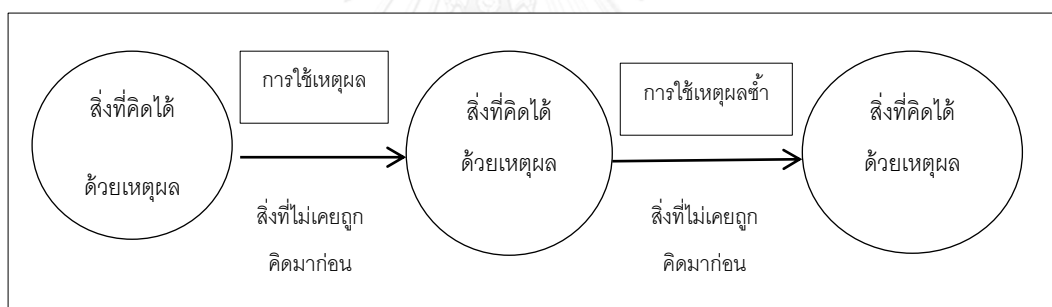 สิ่งที่คิดได้
ด้วยเหตุผล
การใช้เหตุผล
สิ่งที่ไม่เคยถูก
คิดมาก่อน
สิ่งที่คิดได้
ด้วยเหตุผล
การใช้เหตุผลซ้ำ
สิ่งที่ไม่เคยถูก
คิดมาก่อน
สิ่งที่คิดได้
ด้วยเหตุผล